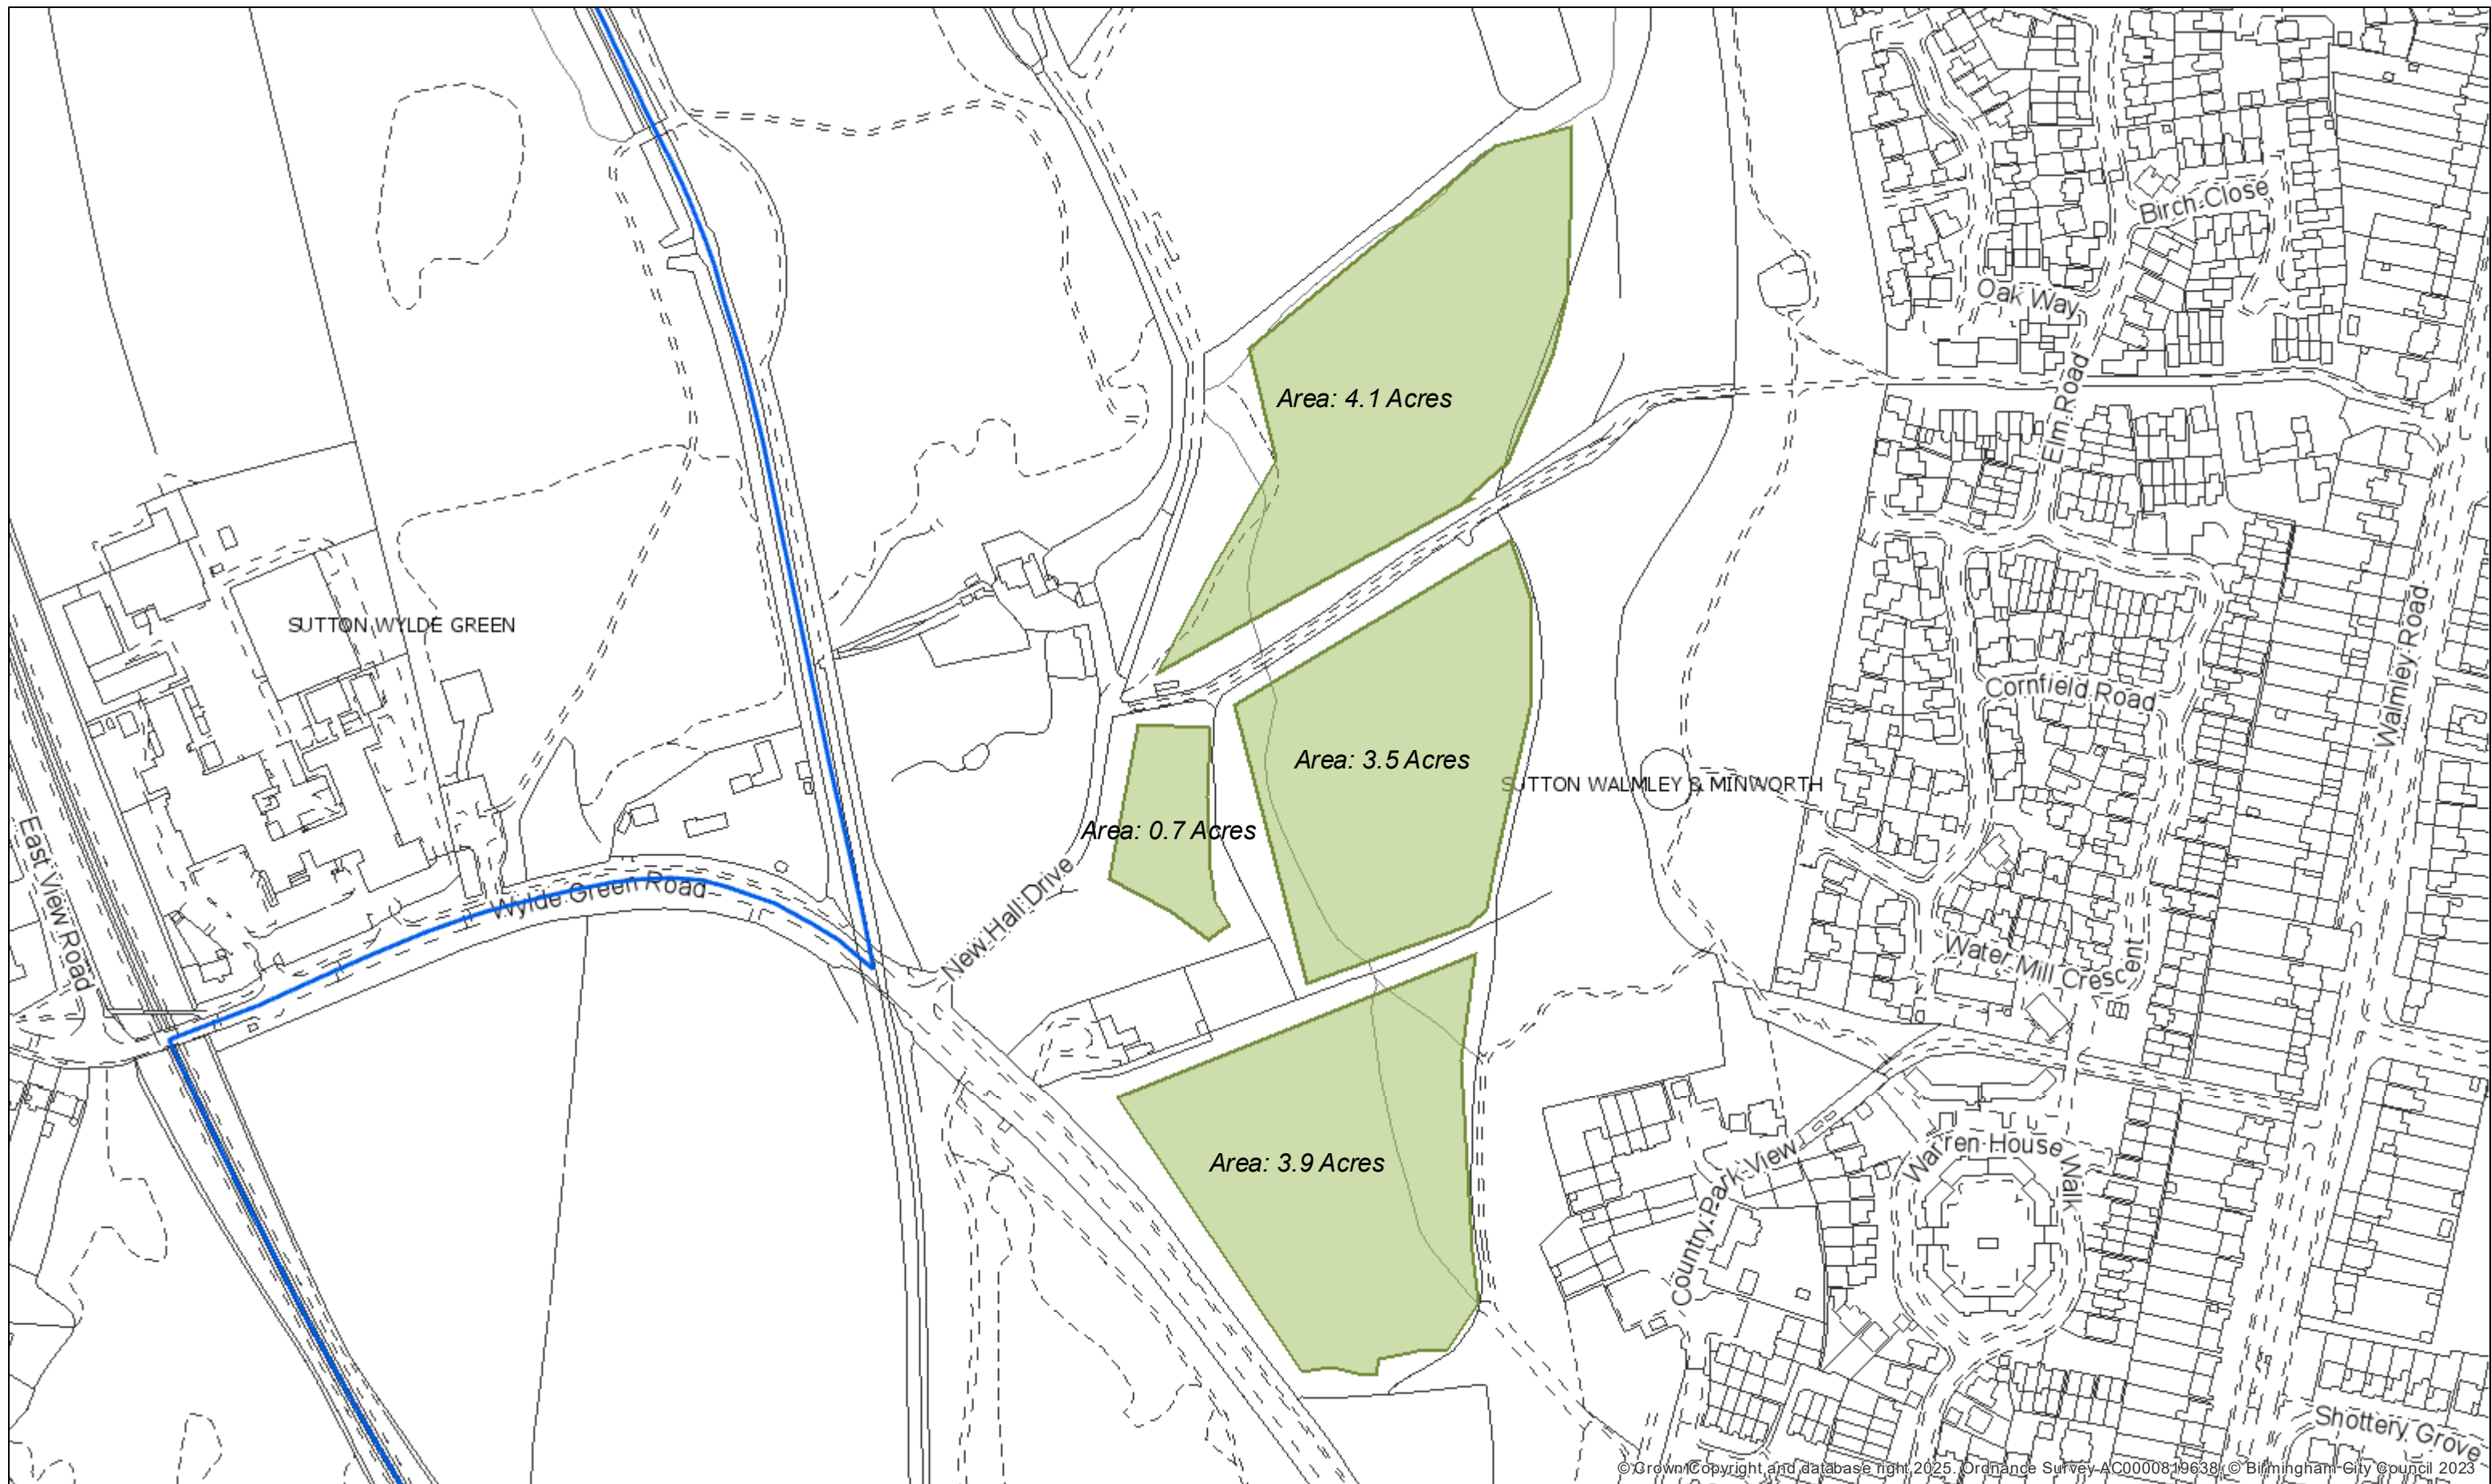 Birch Close
Oak Way
Elm Road
Area: 4.1 Acres
SUTTON WYLDE GREEN
Cornfield Road
Walmley Road
Area: 3.5 Acres
SUTTON WALMLEY & MINWORTH
Area: 0.7 Acres
East View Road
Wylde Green Road
New Hall Drive
Water Mill Crescent
Area: 3.9 Acres
Warren House Walk
Country Park View
Shottery Grove
© Crown Copyright and database right 2025. Ordnance Survey AC0000819638, © Birmingham City Council 2023